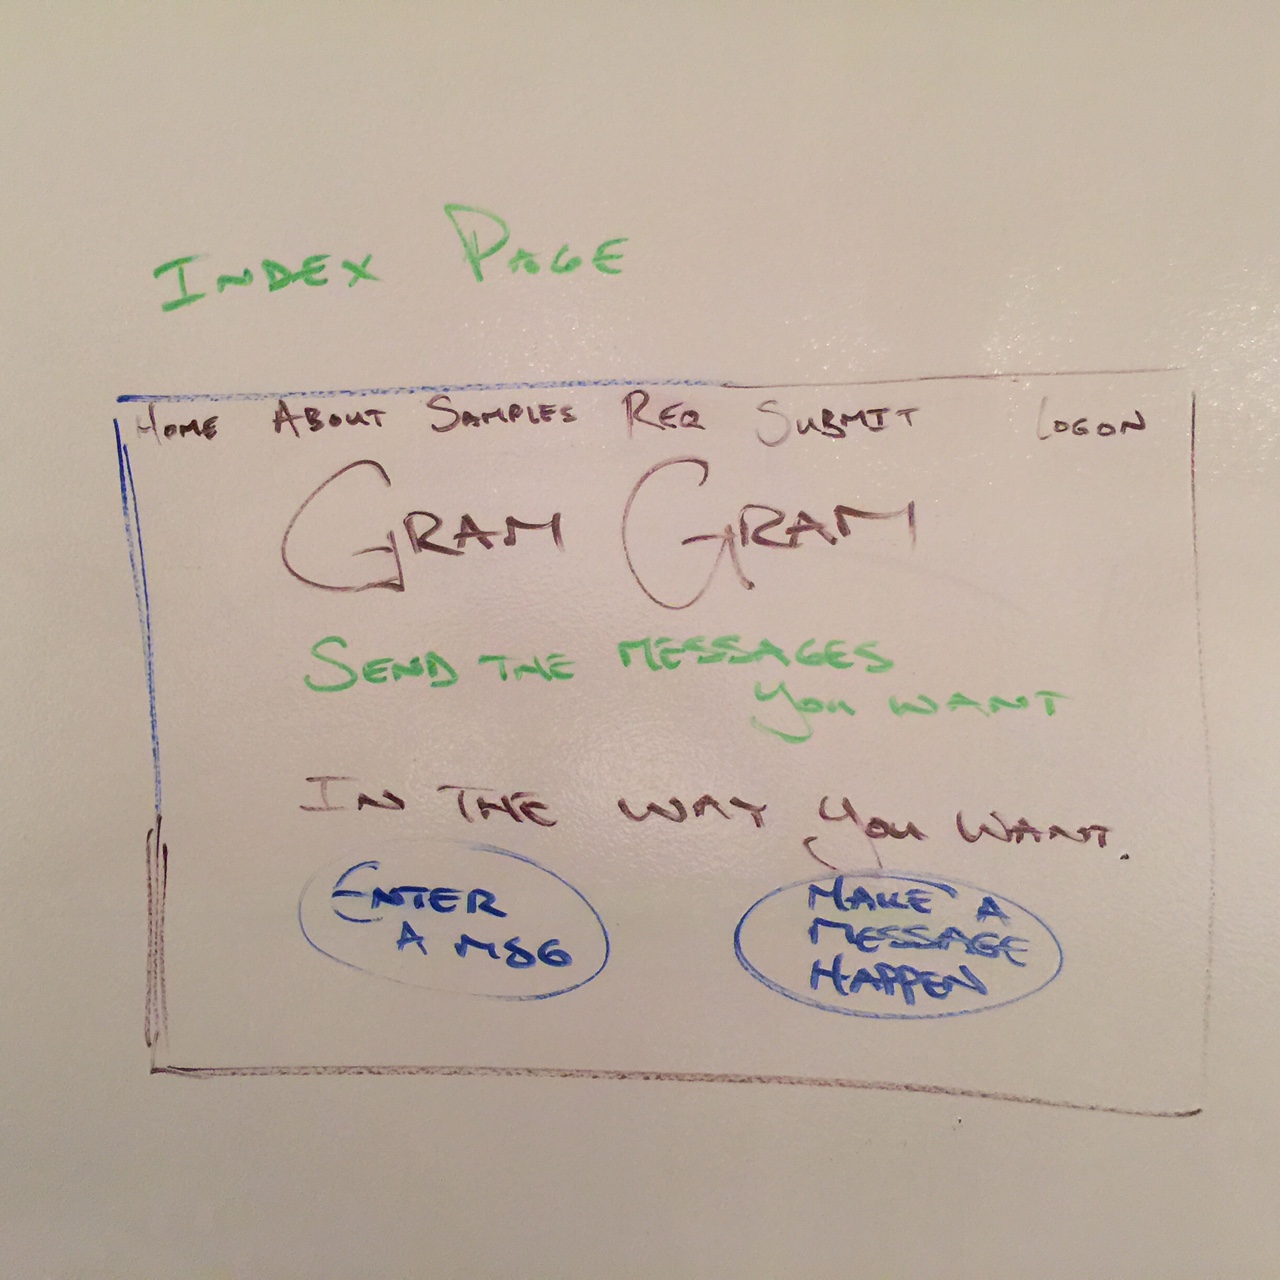 INDEX PAGE
HOME ABOUT SAMPLES REQ SUBMIT LOGON
GRAM GRAM
SEND THE MESSAGES
YOU WANT
IN THE WAY YOU WANT.
ENTER
A MSG
MAKE A
MESSAGE
HAPPEN